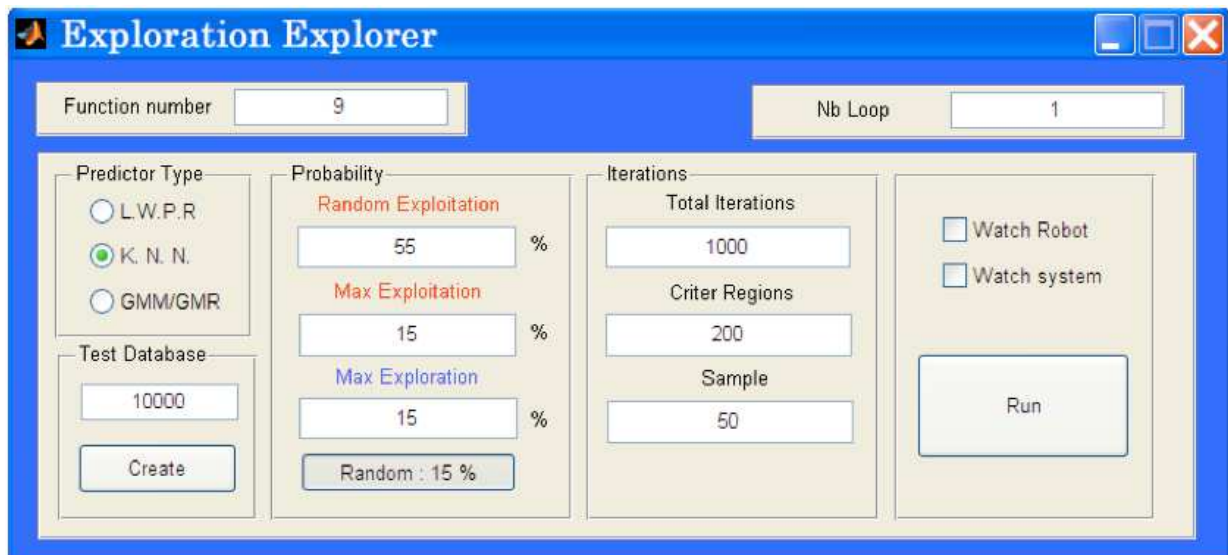 Exploration Explorer
Function number 9
Nb Loop 1
Predictor Type
L.W.P.R
K. N. N.
GMM/GMR
Test Database
10000
Create
Probability
Random Exploitation
55 %
Max Exploitation
15 %
Max Exploration
15 %
Random : 15 %
Iterations
Total Iterations
1000
Criter Regions
200
Sample
50
Watch Robot
Watch system
Run